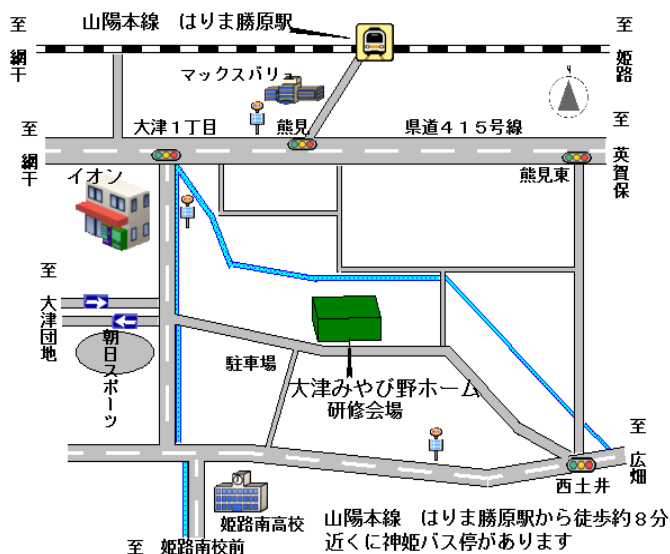 山陽本線 はりま勝原駅
至 網干
至 姫路
マックスバリュ
至 網干
大津1丁目
熊見
県道415号線
至 英賀保
イオン
熊見東
至 大津団地
朝日スポーツ
駐車場
大津みやび野ホーム
研修会場
至 広畑
西土井
姫路南高校
至 姫路南校前
山陽本線 はりま勝原駅から徒歩約8分
近くに神姫バス停があります